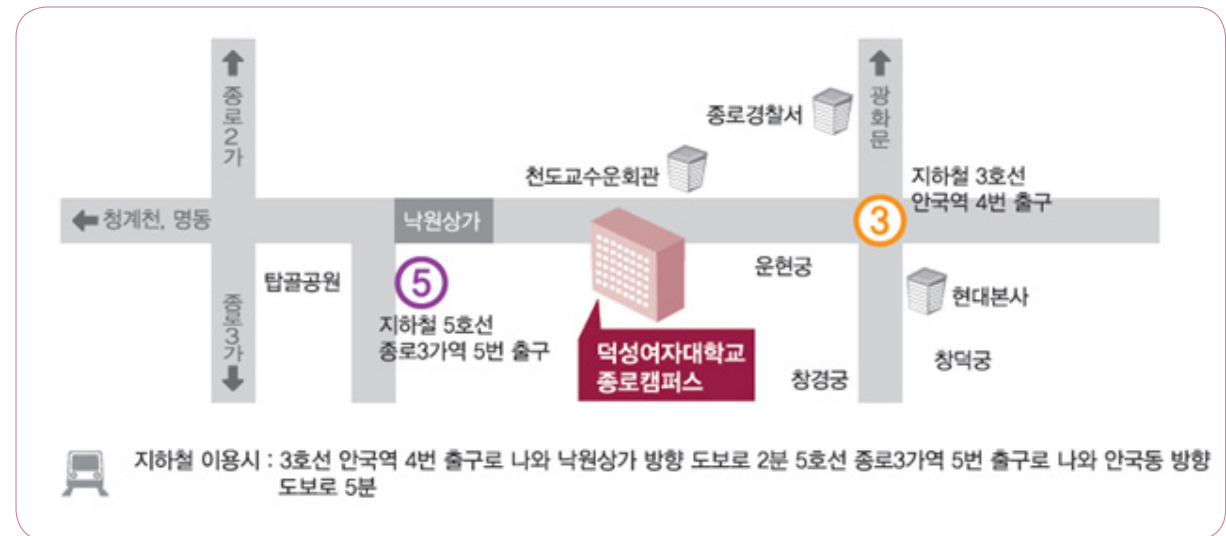 종로2가
광화문
종로경찰서
천도교수운회관
지하철 3호선
안국역 4번 출구
청계천, 명동
낙원상가
3
탑골공원
5
운현궁
현대본사
지하철 5호선
종로3가역 5번 출구
종로3가
덕성여자대학교
종로캠퍼스
창경궁
창덕궁
지하철 이용시 : 3호선 안국역 4번 출구로 나와 낙원상가 방향 도보로 2분 5호선 종로3가역 5번 출구로 나와 안국동 방향
도보로 5분